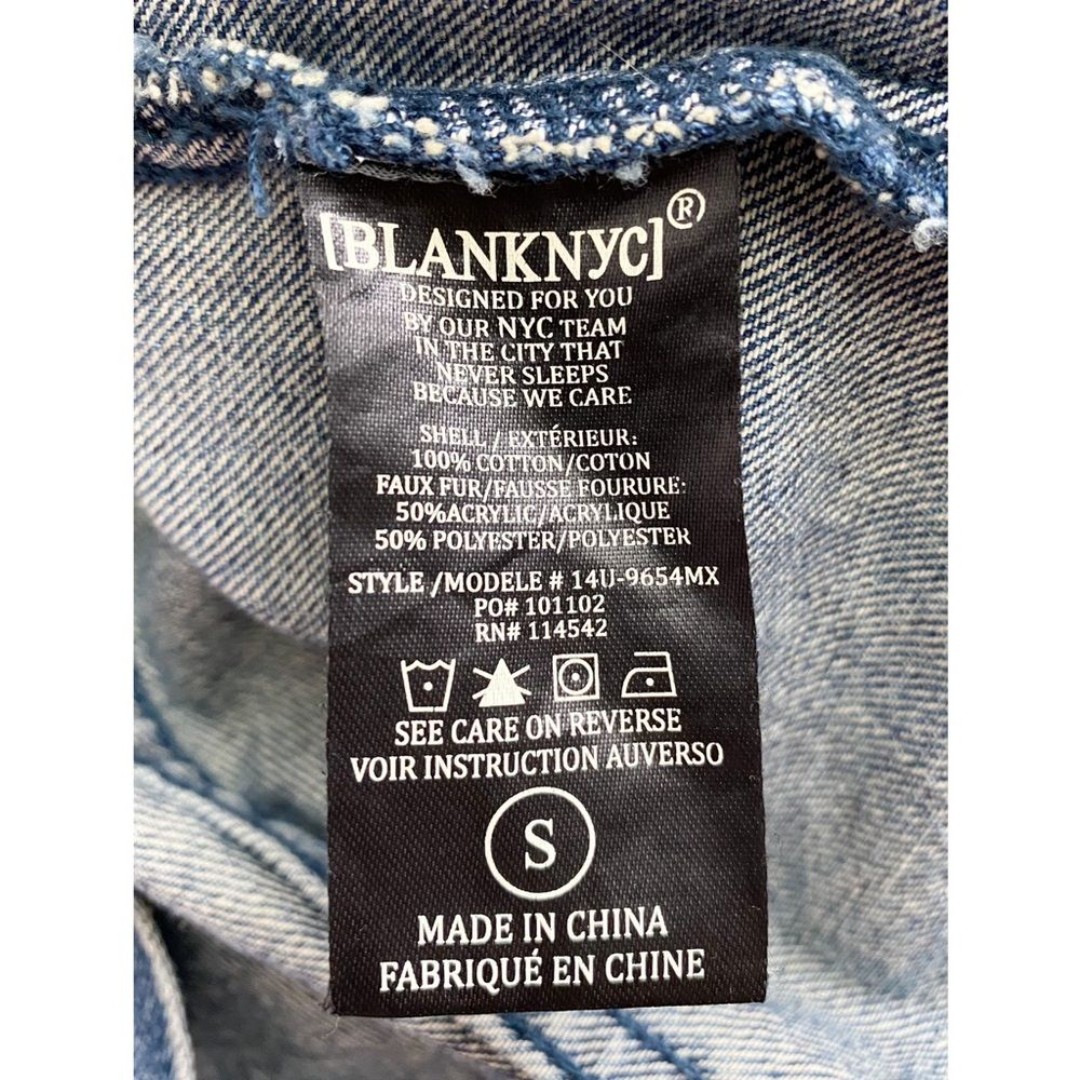 [BLANKNYC]®
DESIGNED FOR YOU
BY OUR NYC TEAM
IN THE CITY THAT
NEVER SLEEPS
BECAUSE WE CARE
SHELL / EXTÉRIEUR:
100% COTTON/COTON
FAUX FUR/FAUSSE FOURURE:
50%ACRYLIC/ACRYLIQUE
50% POLYESTER/POLYESTER
STYLE /MODELE # 14U-9654MX
PO# 101102
RN# 114542
SEE CARE ON REVERSE
VOIR INSTRUCTION AUVERSO
S
MADE IN CHINA
FABRIQUÉ EN CHINE